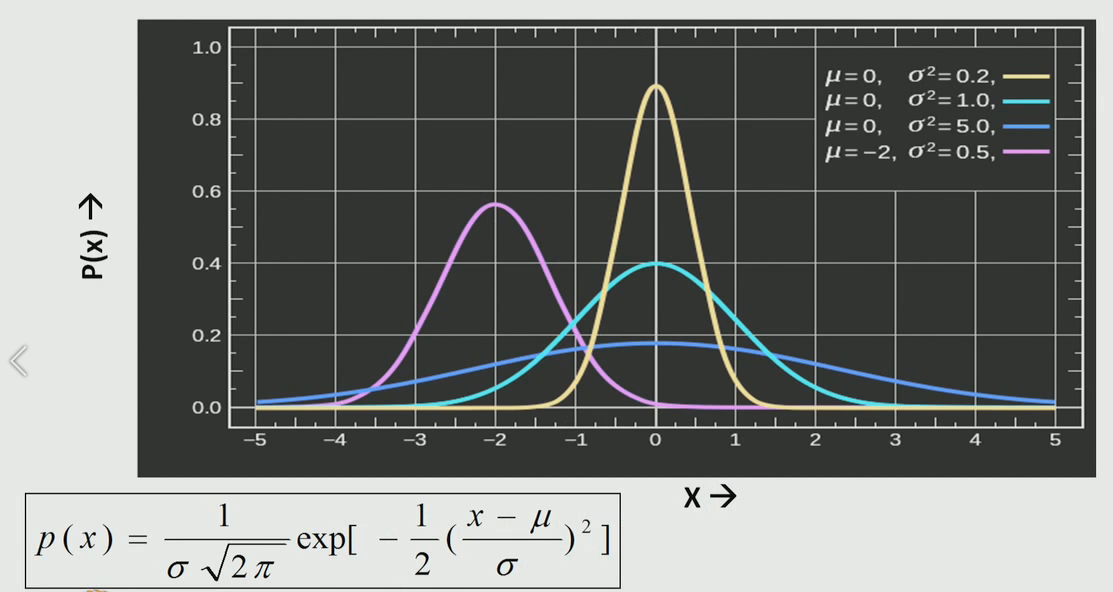 1.0
0.8
0.6
0.4
0.2
0.0
μ=0, σ²=0.2,
μ=0, σ²=1.0,
μ=0, σ²=5.0,
μ=−2, σ²=0.5,
P(x) →
−5 −4 −3 −2 −1 0 1 2 3 4 5
X →
p(x) = 1/(σ√2π) exp[ − 1/2 ((x − μ)/σ)² ]